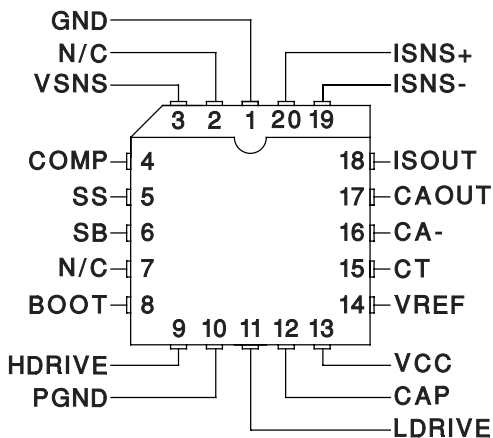 GND
N/C ISNS+
VSNS ISNS-
3 2 1 20 19
COMP 4 18 ISOUT
SS 5 17 CAOUT
SB 6 16 CA-
N/C 7 15 CT
BOOT 8 14 VREF
9 10 11 12 13
HDRIVE VCC
PGND CAP
LDRIVE